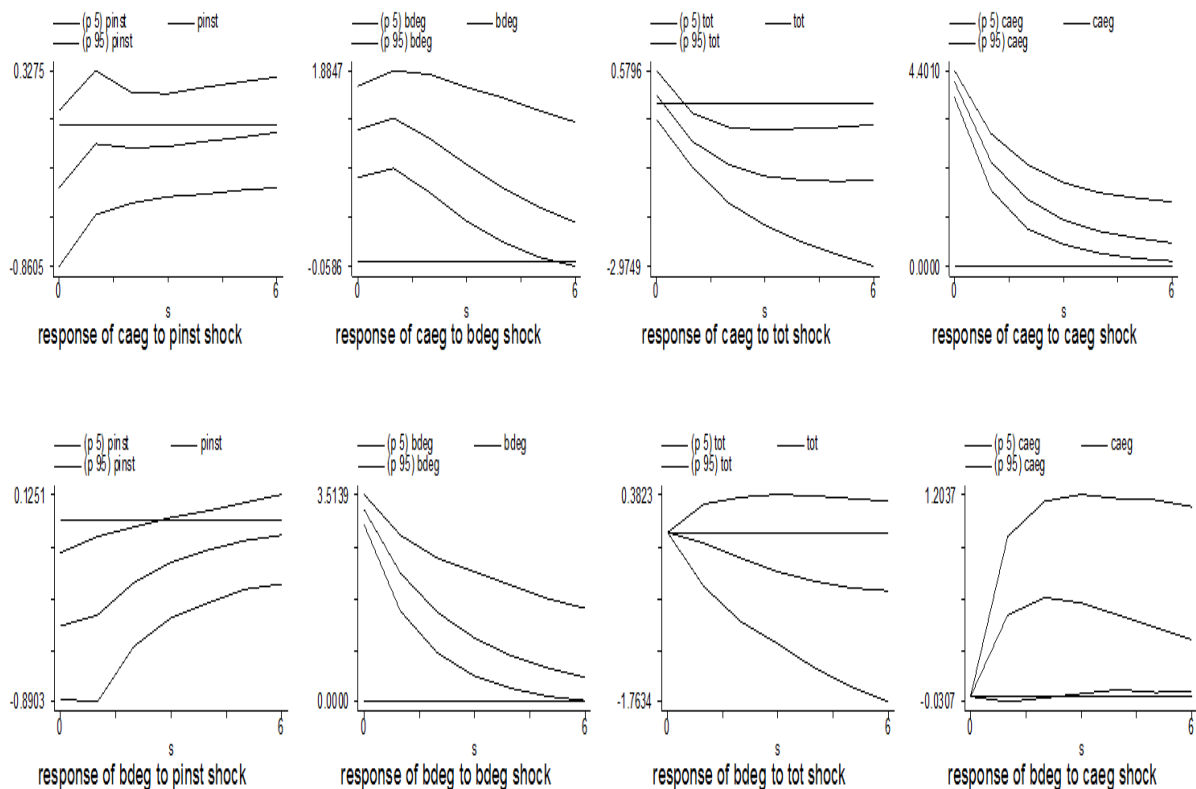 (p 5) pinst pinst
(p 95) pinst
0.3275
-0.8605
0 6
s
response of caeg to pinst shock
(p 5) bdeg bdeg
(p 95) bdeg
1.8847
-0.0586
0 6
s
response of caeg to bdeg shock
(p 5) tot tot
(p 95) tot
0.5796
-2.9749
0 6
s
response of caeg to tot shock
(p 5) caeg caeg
(p 95) caeg
4.4010
0.0000
0 6
s
response of caeg to caeg shock
(p 5) pinst pinst
(p 95) pinst
0.1251
-0.8903
0 6
s
response of bdeg to pinst shock
(p 5) bdeg bdeg
(p 95) bdeg
3.5139
0.0000
0 6
s
response of bdeg to bdeg shock
(p 5) tot tot
(p 95) tot
0.3823
-1.7634
0 6
s
response of bdeg to tot shock
(p 5) caeg caeg
(p 95) caeg
1.2037
-0.0307
0 6
s
response of bdeg to caeg shock